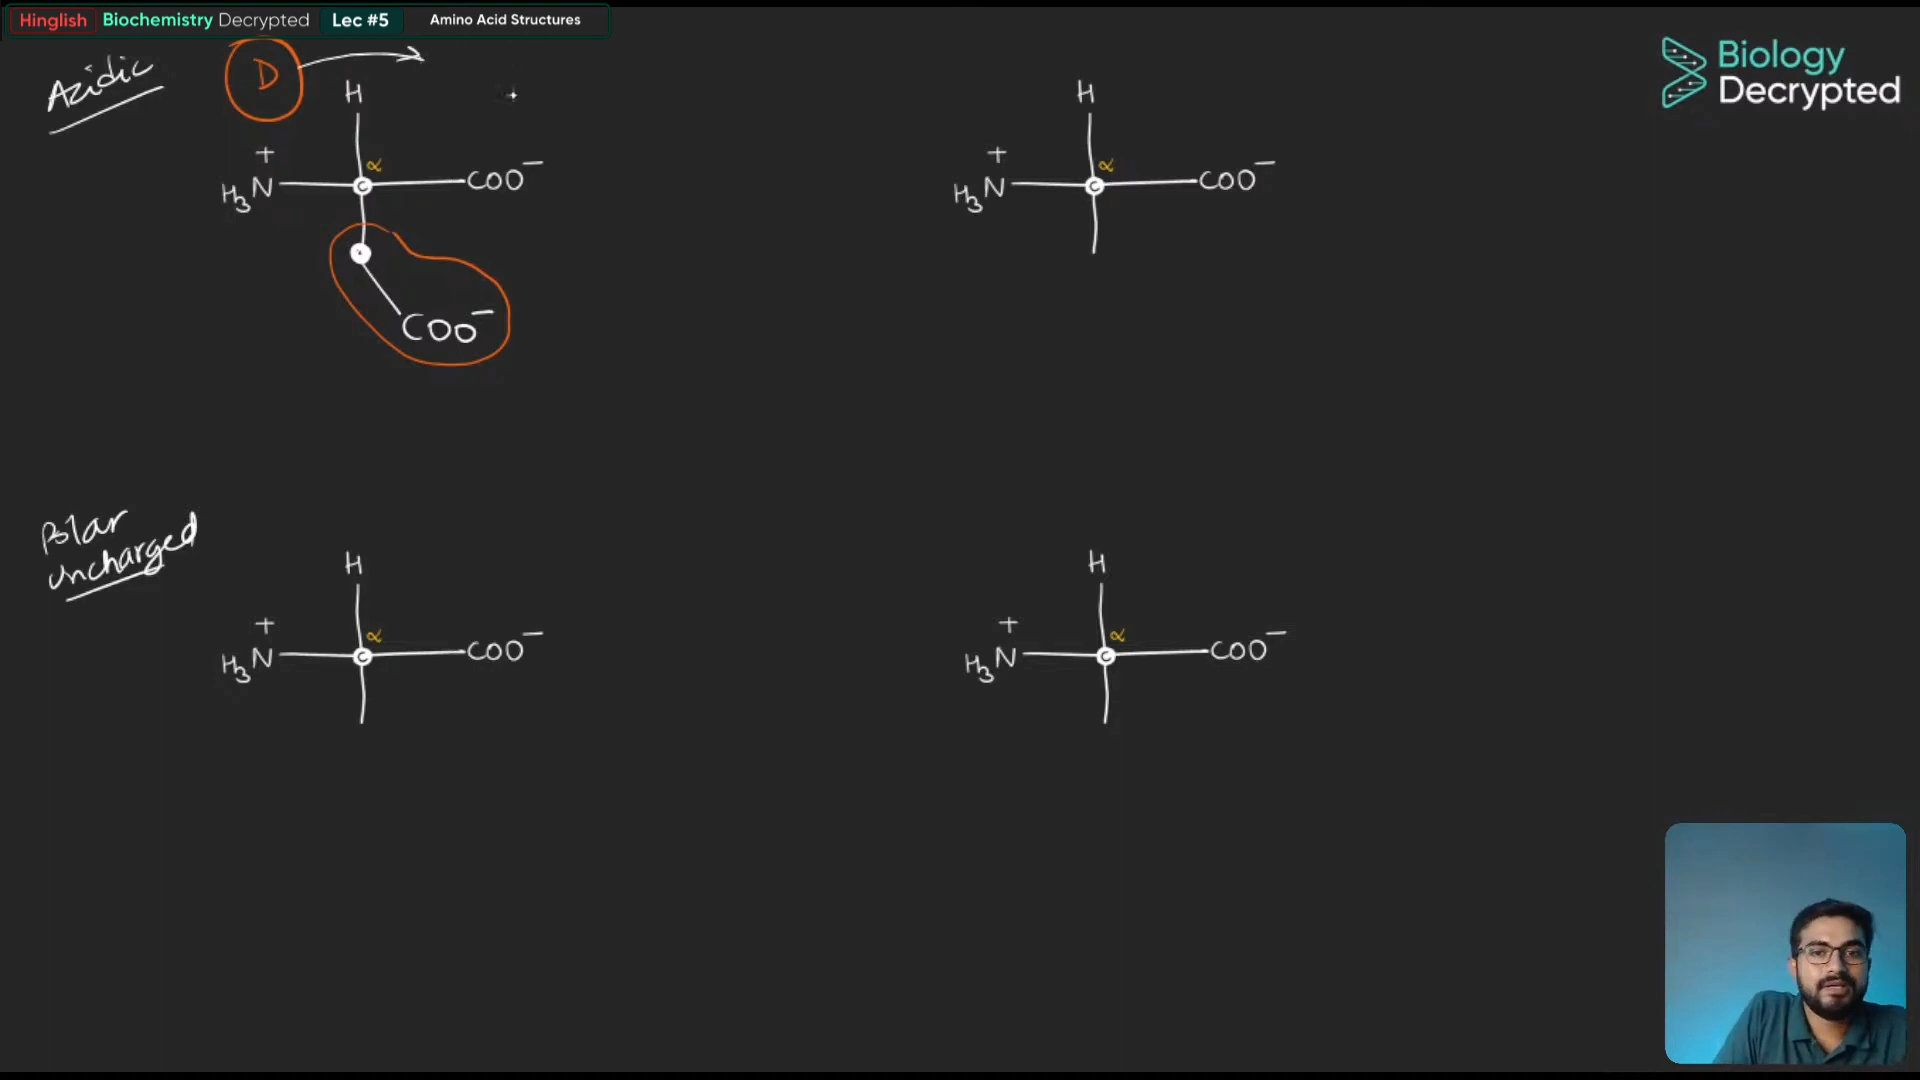 Hinglish Biochemistry Decrypted Lec #5 Amino Acid Structures
Biology
Decrypted
Azidic
D
H
α
+
H3N
C
COO−
COO−
H
α
+
H3N
C
COO−
Polar
uncharged
H
α
+
H3N
C
COO−
H
α
+
H3N
C
COO−